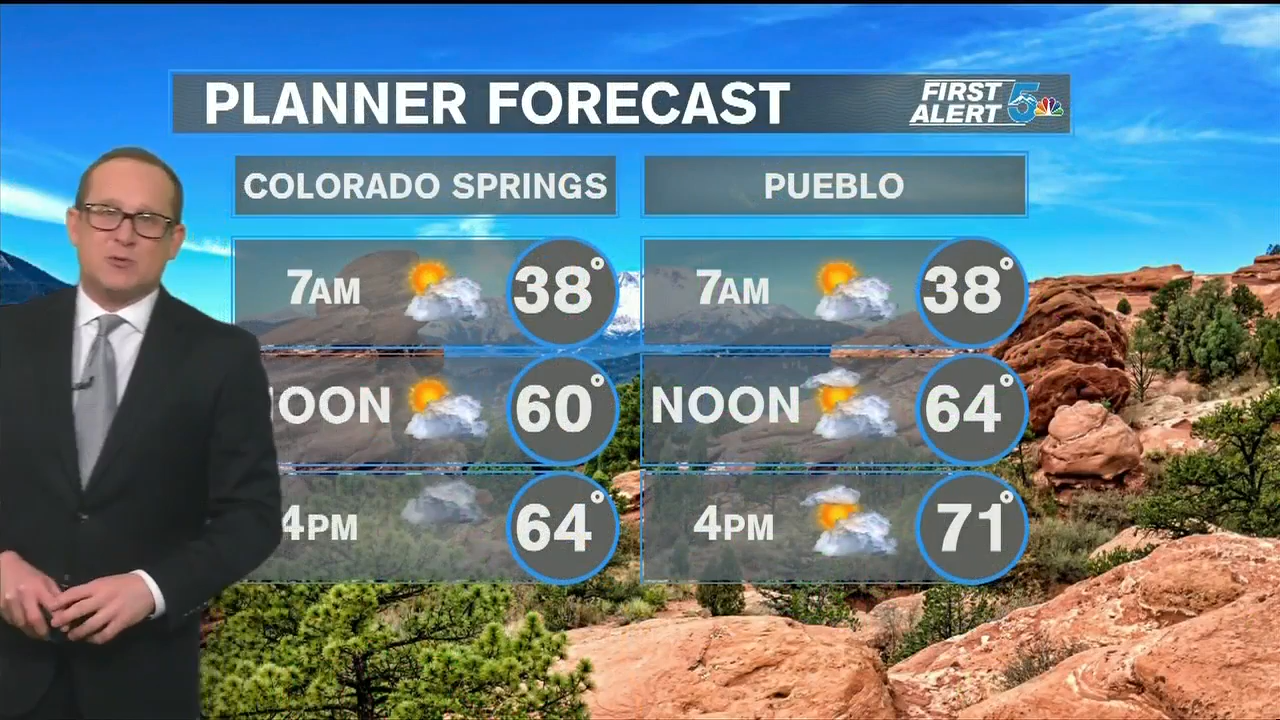 PLANNER FORECAST
FIRST
ALERT 5
COLORADO SPRINGS
PUEBLO
7AM 38°
7AM 38°
OON 60°
NOON 64°
4PM 64°
4PM 71°